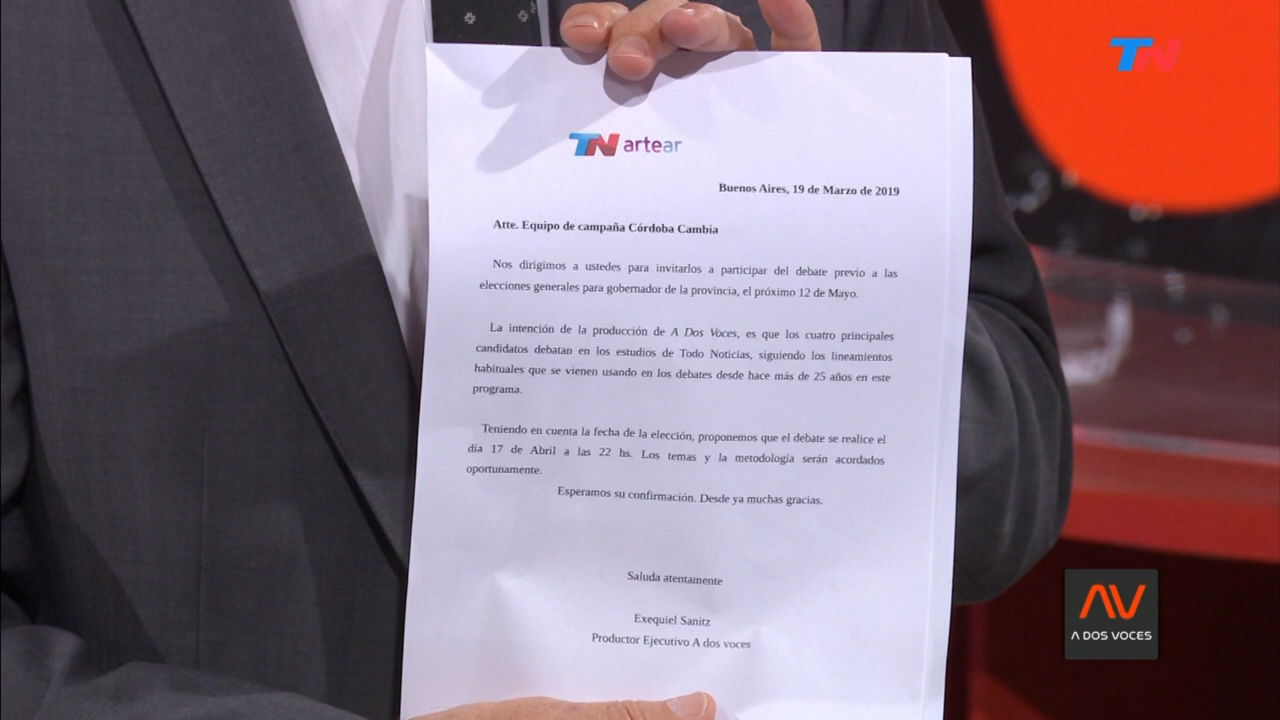 TN
TN artear
Buenos Aires, 19 de Marzo de 2019
Atte. Equipo de campaña Córdoba Cambia
Nos dirigimos a ustedes para invitarlos a participar del debate previo a las
elecciones generales para gobernador de la provincia, el próximo 12 de Mayo.
La intención de la producción de A Dos Voces, es que los cuatro principales
candidatos debatan en los estudios de Todo Noticias, siguiendo los lineamientos
habituales que se vienen usando en los debates desde hace más de 25 años en este
programa.
Teniendo en cuenta la fecha de la elección, proponemos que el debate se realice el
día 17 de Abril a las 22 hs. Los temas y la metodología serán acordados
oportunamente.
Esperamos su confirmación. Desde ya muchas gracias.
Saluda atentamente
Exequiel Sanitz
Productor Ejecutivo A dos voces
AV
A DOS VOCES